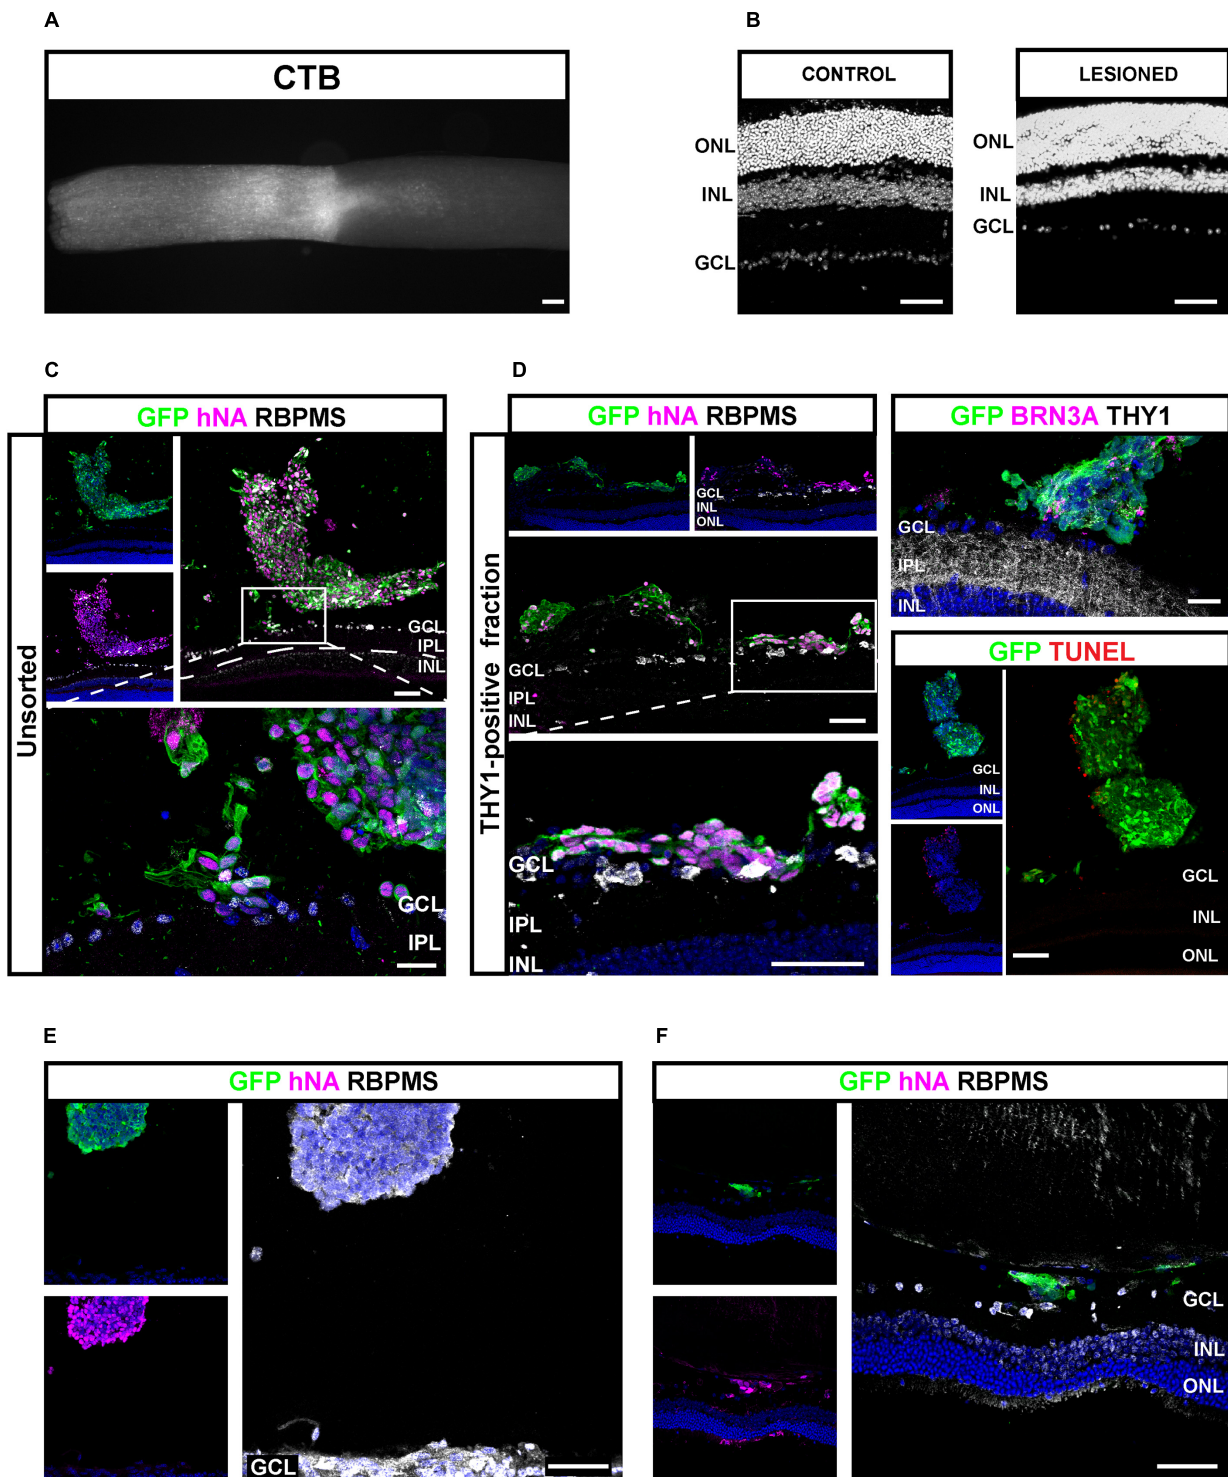 A
CTB
B
CONTROL
LESIONED
ONL
INL
GCL
ONL
INL
GCL
C
GFP hNA RBPMS
Unsorted
GCL
IPL
INL
GCL
IPL
D
THY1-positive fraction
GFP hNA RBPMS
GCL
INL
ONL
GCL
IPL
INL
GCL
IPL
INL
GFP BRN3A THY1
GCL
IPL
INL
GFP TUNEL
GCL
INL
ONL
GCL
INL
ONL
E
GFP hNA RBPMS
GCL
F
GFP hNA RBPMS
GCL
INL
ONL